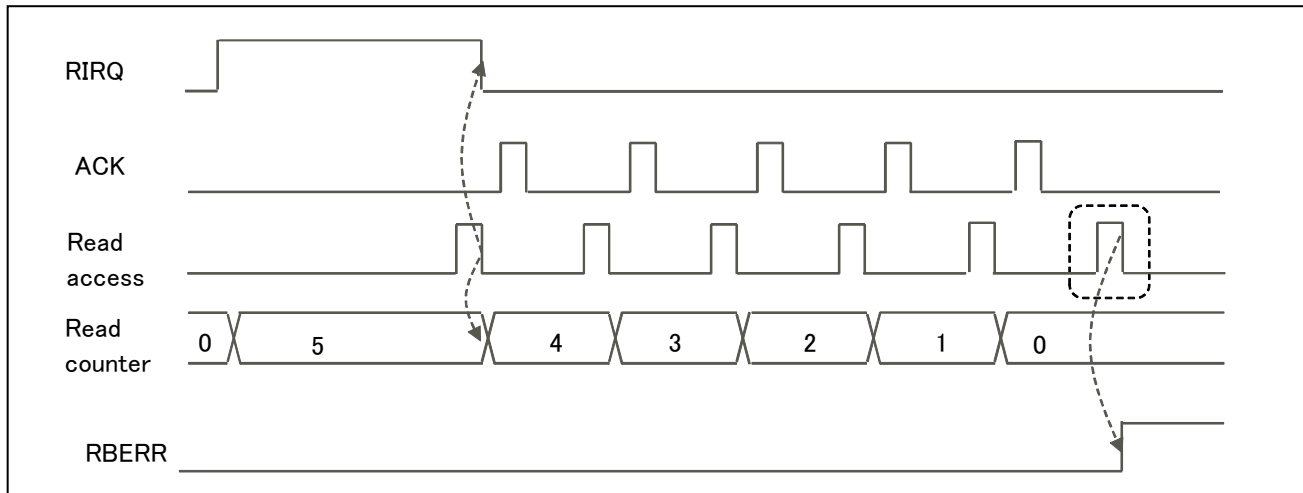 RIRQ
ACK
Read
access
Read
counter
0 5 4 3 2 1 0
RBERR